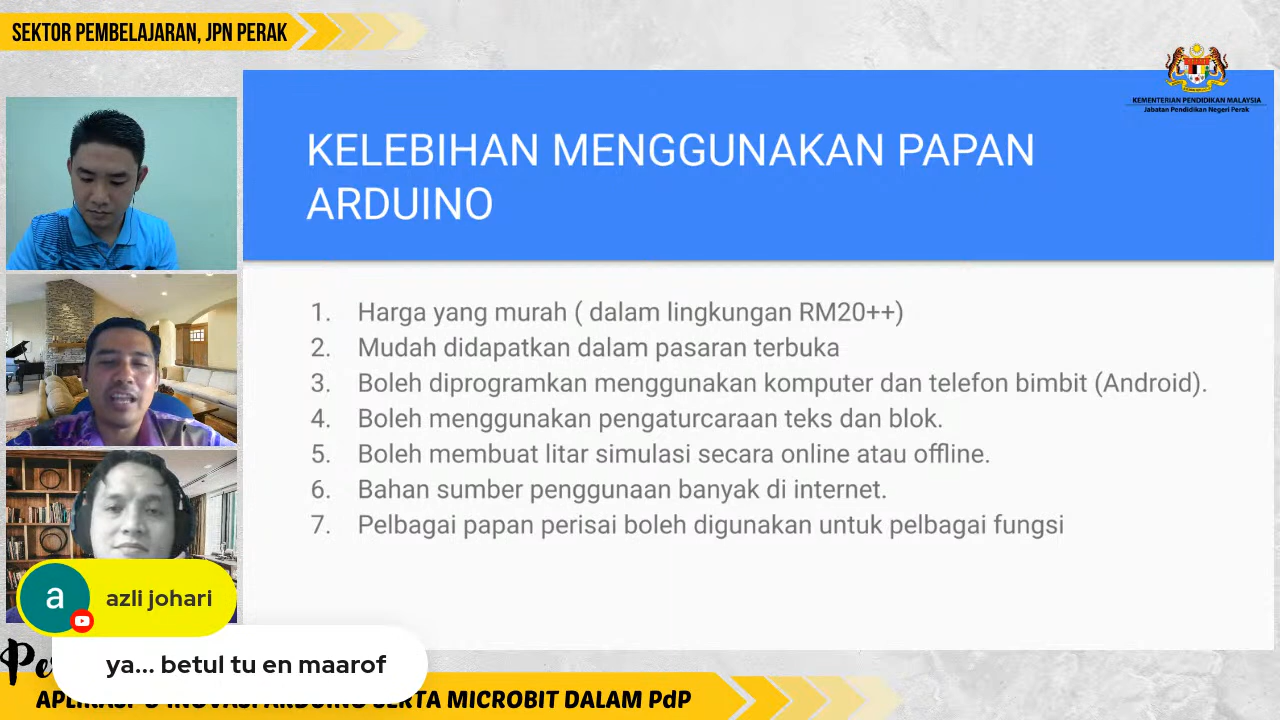 SEKTOR PEMBELAJARAN, JPN PERAK
KEMENTERIAN PENDIDIKAN MALAYSIA
Jabatan Pendidikan Negeri Perak
KELEBIHAN MENGGUNAKAN PAPAN
ARDUINO
1. Harga yang murah ( dalam lingkungan RM20++)
2. Mudah didapatkan dalam pasaran terbuka
3. Boleh diprogramkan menggunakan komputer dan telefon bimbit (Android).
4. Boleh menggunakan pengaturcaraan teks dan blok.
5. Boleh membuat litar simulasi secara online atau offline.
6. Bahan sumber penggunaan banyak di internet.
7. Pelbagai papan perisai boleh digunakan untuk pelbagai fungsi
a
azli johari
ya... betul tu en maarof
SERTA MICROBIT DALAM PdP